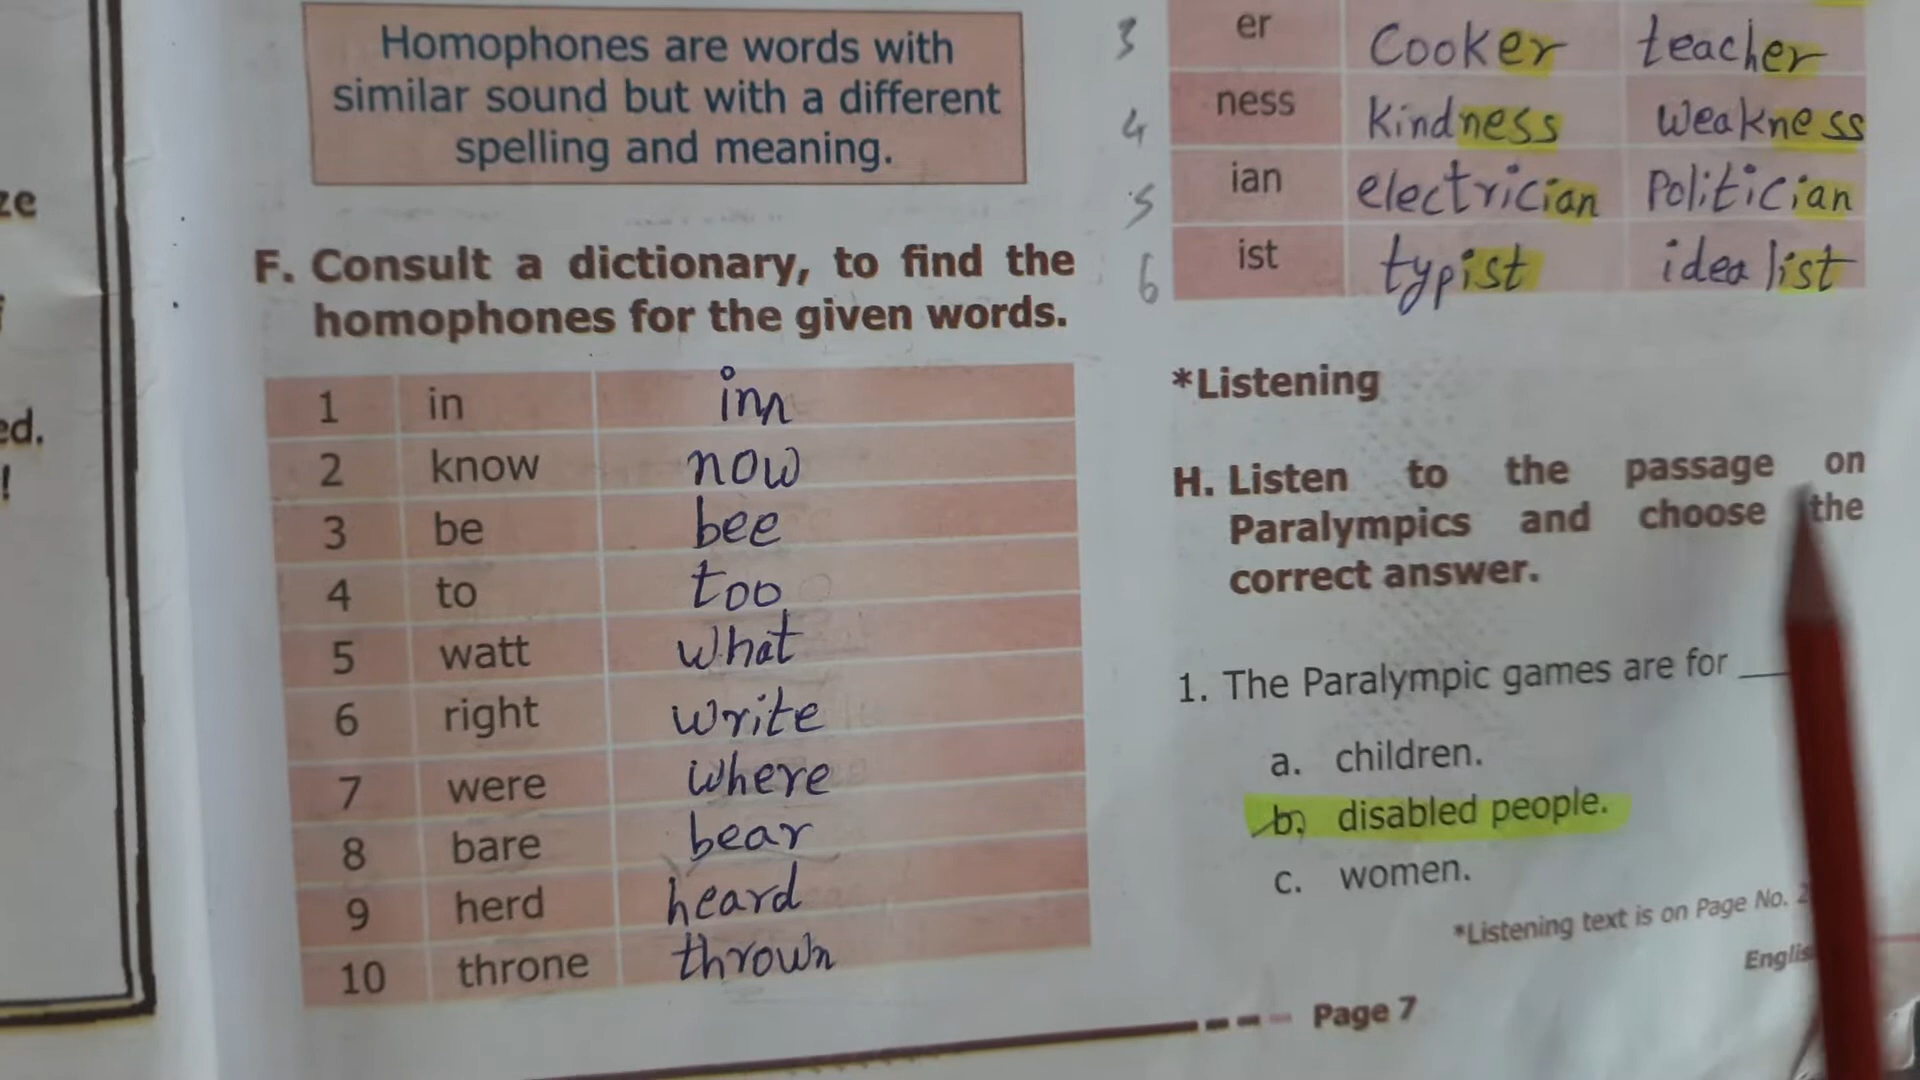 ze
ed.
!
Homophones are words with
similar sound but with a different
spelling and meaning.
F. Consult a dictionary, to find the
homophones for the given words.
1 in inn
2 know now
3 be bee
4 to too
5 watt what
6 right write
7 were where
8 bare bear
9 herd heard
10 throne thrown
3 er Cooker teacher
4 ness kindness weakness
5 ian electrician Politician
6 ist typist idealist
*Listening
H. Listen to the passage on
Paralympics and choose the
correct answer.
1. The Paralympic games are for
a. children.
b. disabled people.
c. women.
*Listening text is on Page No. 2
Englis
Page 7